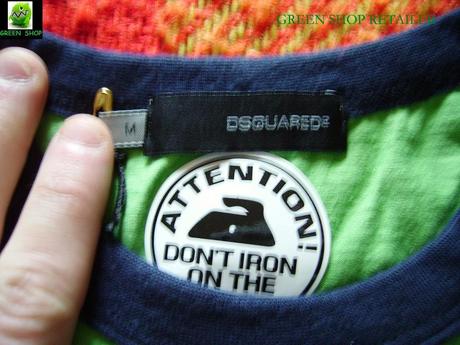 GREEN SHOP RETAILER
GREEN SHOP
M
DSQUARED2
ATTENTION!
DON'T IRON
ON THE